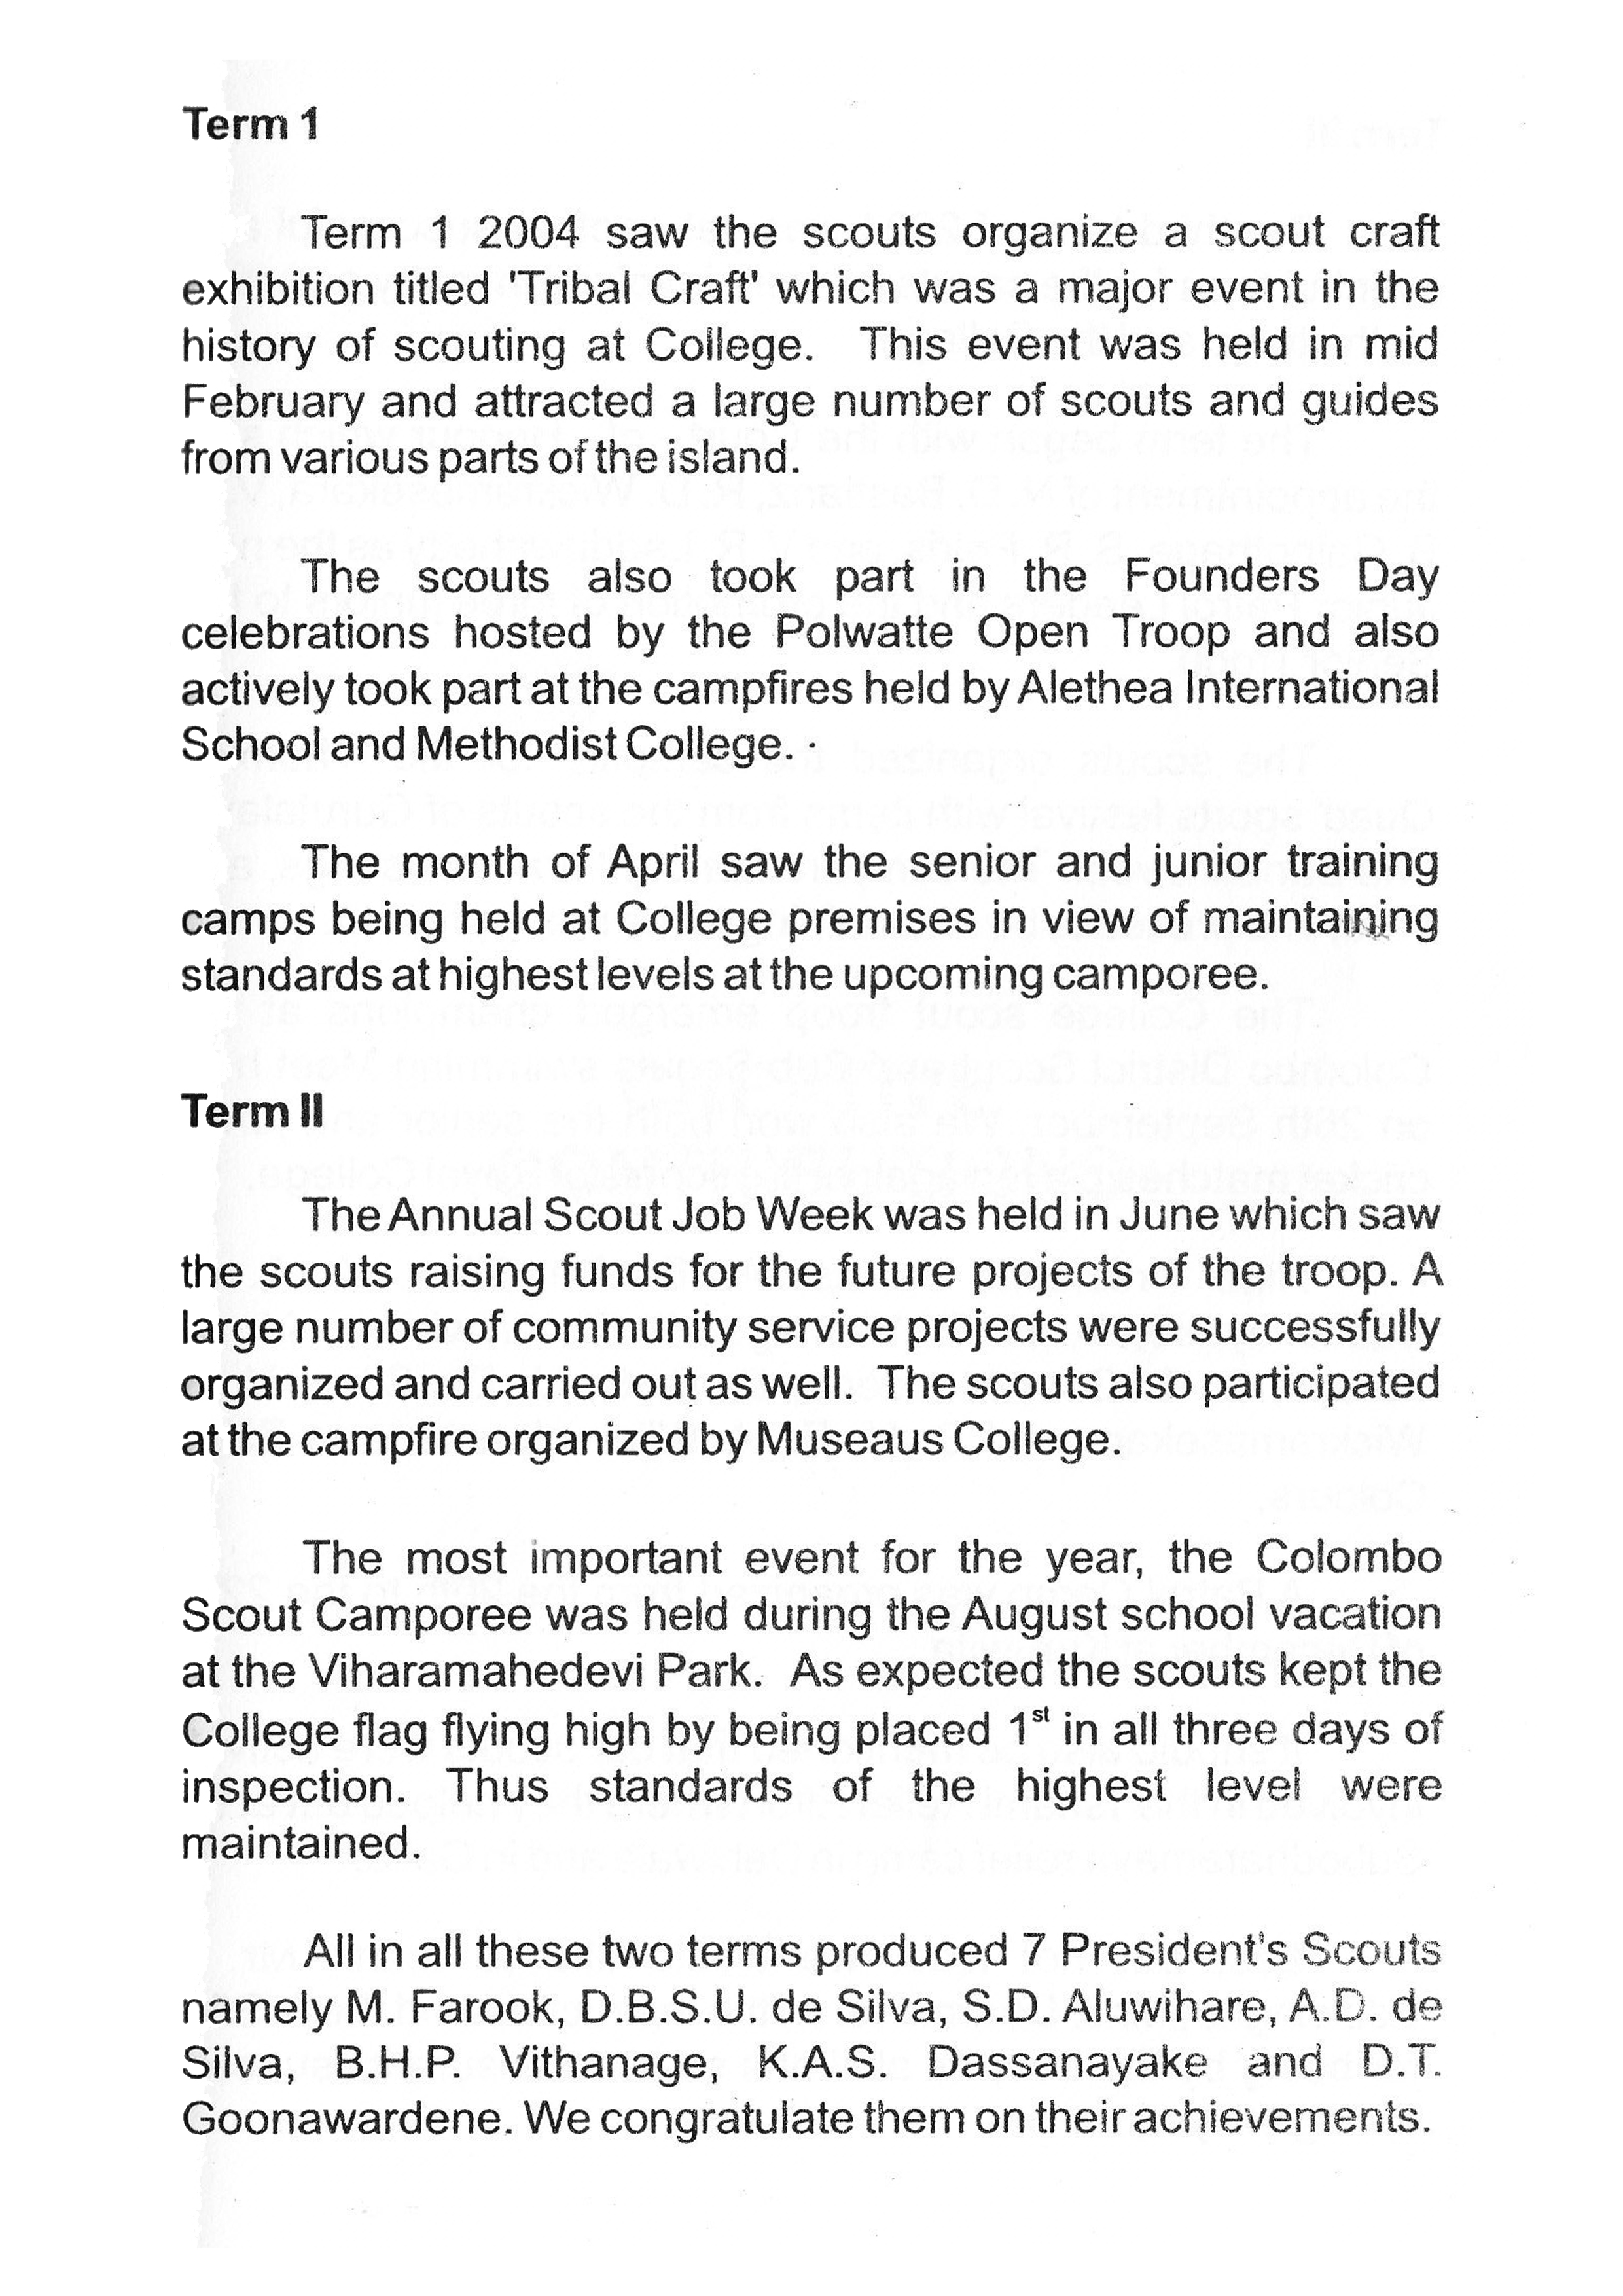 Term 1
Term 1 2004 saw the scouts organize a scout craft
exhibition titled 'Tribal Craft' which was a major event in the
history of scouting at College. This event was held in mid
February and attracted a large number of scouts and guides
from various parts of the island.
The scouts also took part in the Founders Day
celebrations hosted by the Polwatte Open Troop and also
actively took part at the campfires held by Alethea International
School and Methodist College.
The month of April saw the senior and junior training
camps being held at College premises in view of maintaining
standards at highest levels at the upcoming camporee.
Term II
The Annual Scout Job Week was held in June which saw
the scouts raising funds for the future projects of the troop. A
large number of community service projects were successfully
organized and carried out as well. The scouts also participated
at the campfire organized by Museaus College.
The most important event for the year, the Colombo
Scout Camporee was held during the August school vacation
at the Viharamahedevi Park. As expected the scouts kept the
College flag flying high by being placed 1st in all three days of
inspection. Thus standards of the highest level were
maintained.
All in all these two terms produced 7 President's Scouts
namely M. Farook, D.B.S.U. de Silva, S.D. Aluwihare, A.D. de
Silva, B.H.P. Vithanage, K.A.S. Dassanayake and D.T.
Goonawardene. We congratulate them on their achievements.